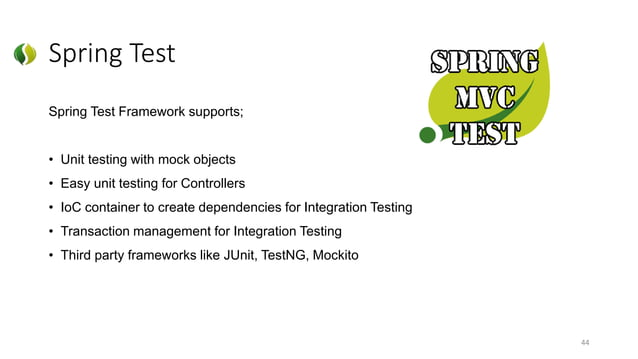 Spring Test
SPRING
MVC
TEST
Spring Test Framework supports;
• Unit testing with mock objects
• Easy unit testing for Controllers
• IoC container to create dependencies for Integration Testing
• Transaction management for Integration Testing
• Third party frameworks like JUnit, TestNG, Mockito
44